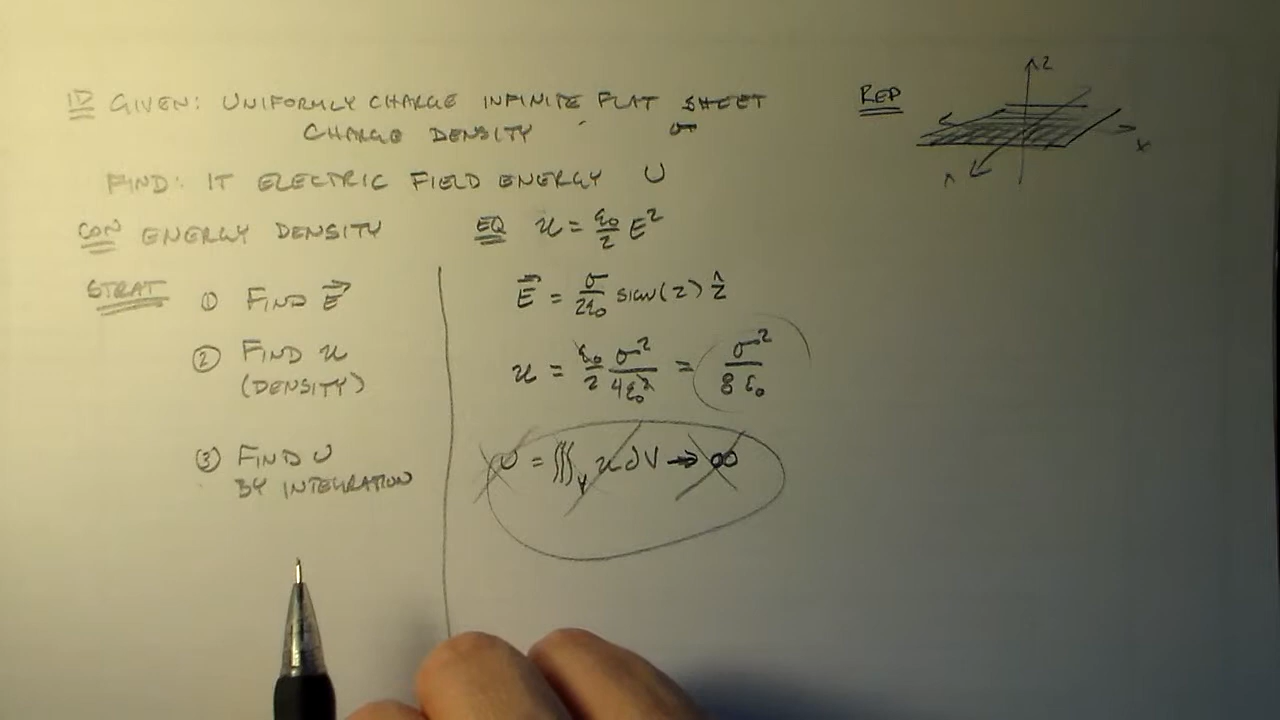 ID GIVEN: UNIFORMLY CHARGE INFINITE FLAT SHEET
CHARGE DENSITY σ
FIND: IT ELECTRIC FIELD ENERGY U
CON ENERGY DENSITY
EQ u = ε₀/2 E²
STRAT ① FIND E⃗
E⃗ = σ/2ε₀ SIGN(z) ẑ
② FIND u
(DENSITY)
u = ε₀/2 σ²/4ε₀² = σ²/8ε₀
③ FIND U
BY INTEGRATION
U = ∭ᵥ u dV → ∞
REP
z
x